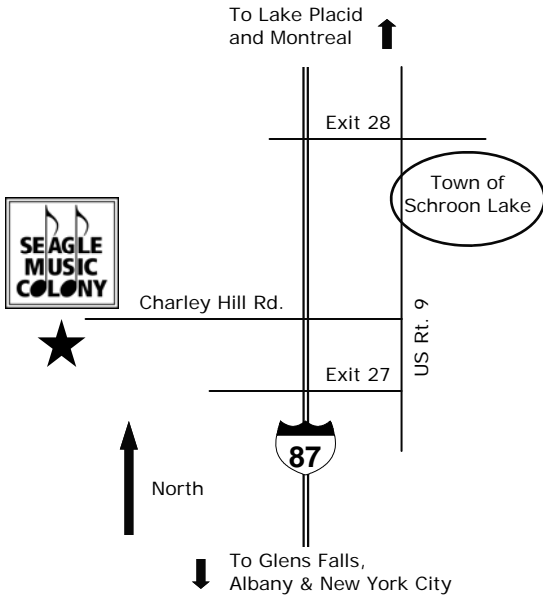 To Lake Placid
and Montreal
Exit 28
Town of
Schroon Lake
SEAGLE
MUSIC
COLONY
Charley Hill Rd.
US Rt. 9
Exit 27
87
North
To Glens Falls,
Albany & New York City